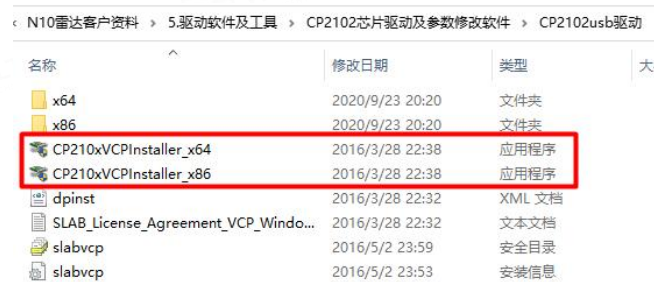 ‹ N10雷达客户资料 › 5.驱动软件及工具 › CP2102芯片驱动及参数修改软件 › CP2102usb驱动
名称 修改日期 类型 大
x64 2020/9/23 20:20 文件夹
x86 2020/9/23 20:20 文件夹
CP210xVCPInstaller_x64 2016/3/28 22:38 应用程序
CP210xVCPInstaller_x86 2016/3/28 22:38 应用程序
dpinst 2016/3/28 22:32 XML 文档
SLAB_License_Agreement_VCP_Windo... 2016/3/28 22:32 文本文档
slabvcp 2016/5/2 23:59 安全目录
slabvcp 2016/5/2 23:53 安装信息